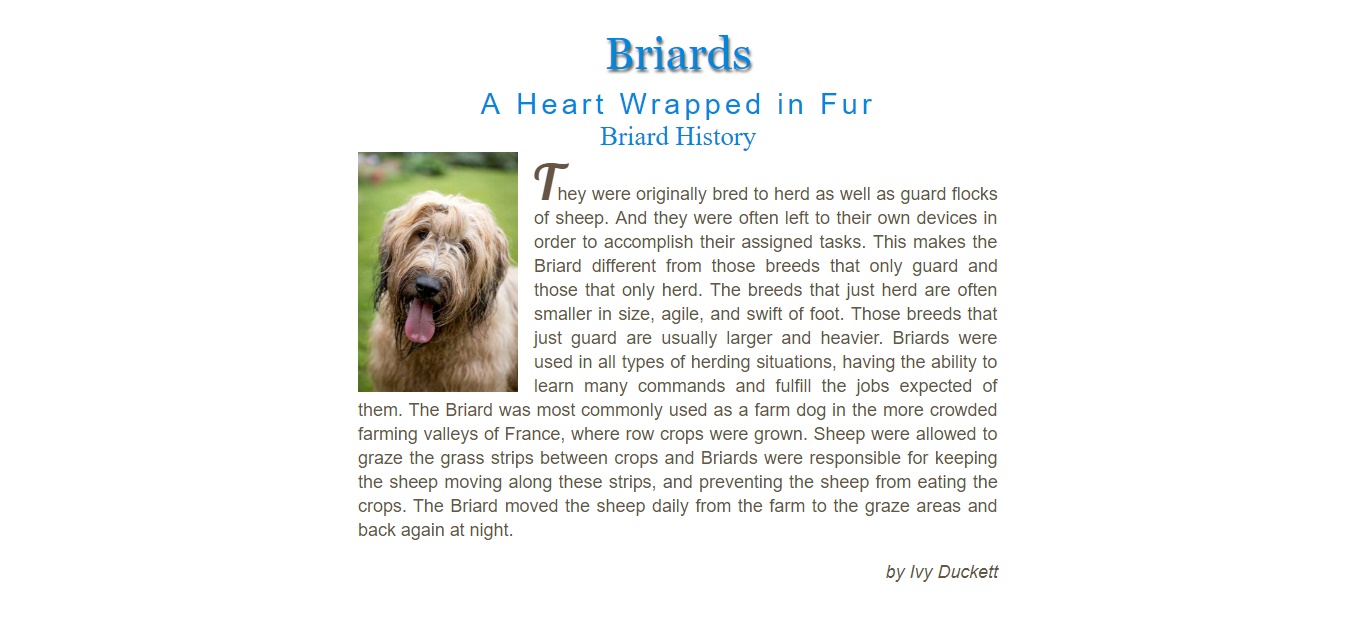 Briards
A Heart Wrapped in Fur
Briard History
They were originally bred to herd as well as guard flocks
of sheep. And they were often left to their own devices in
order to accomplish their assigned tasks. This makes the
Briard different from those breeds that only guard and
those that only herd. The breeds that just herd are often
smaller in size, agile, and swift of foot. Those breeds that
just guard are usually larger and heavier. Briards were
used in all types of herding situations, having the ability to
learn many commands and fulfill the jobs expected of
them. The Briard was most commonly used as a farm dog in the more crowded
farming valleys of France, where row crops were grown. Sheep were allowed to
graze the grass strips between crops and Briards were responsible for keeping
the sheep moving along these strips, and preventing the sheep from eating the
crops. The Briard moved the sheep daily from the farm to the graze areas and
back again at night.
by Ivy Duckett